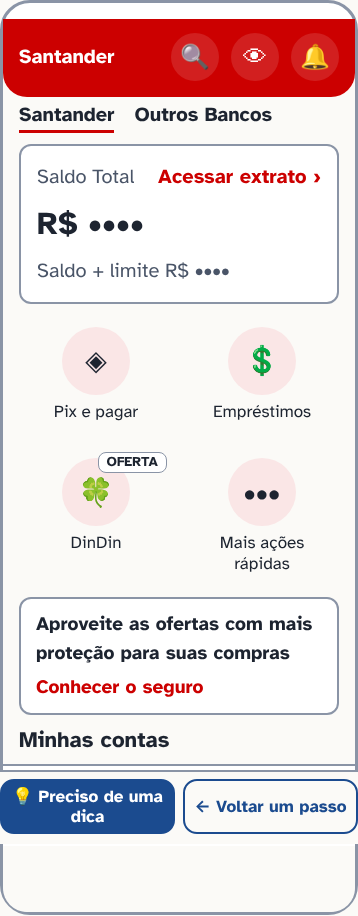 Santander
Santander Outros Bancos
Saldo Total Acessar extrato ›
R$ ••••
Saldo + limite R$ ••••
Pix e pagar Empréstimos
OFERTA
DinDin Mais ações
rápidas
Aproveite as ofertas com mais
proteção para suas compras
Conhecer o seguro
Minhas contas
Preciso de uma
dica
← Voltar um passo